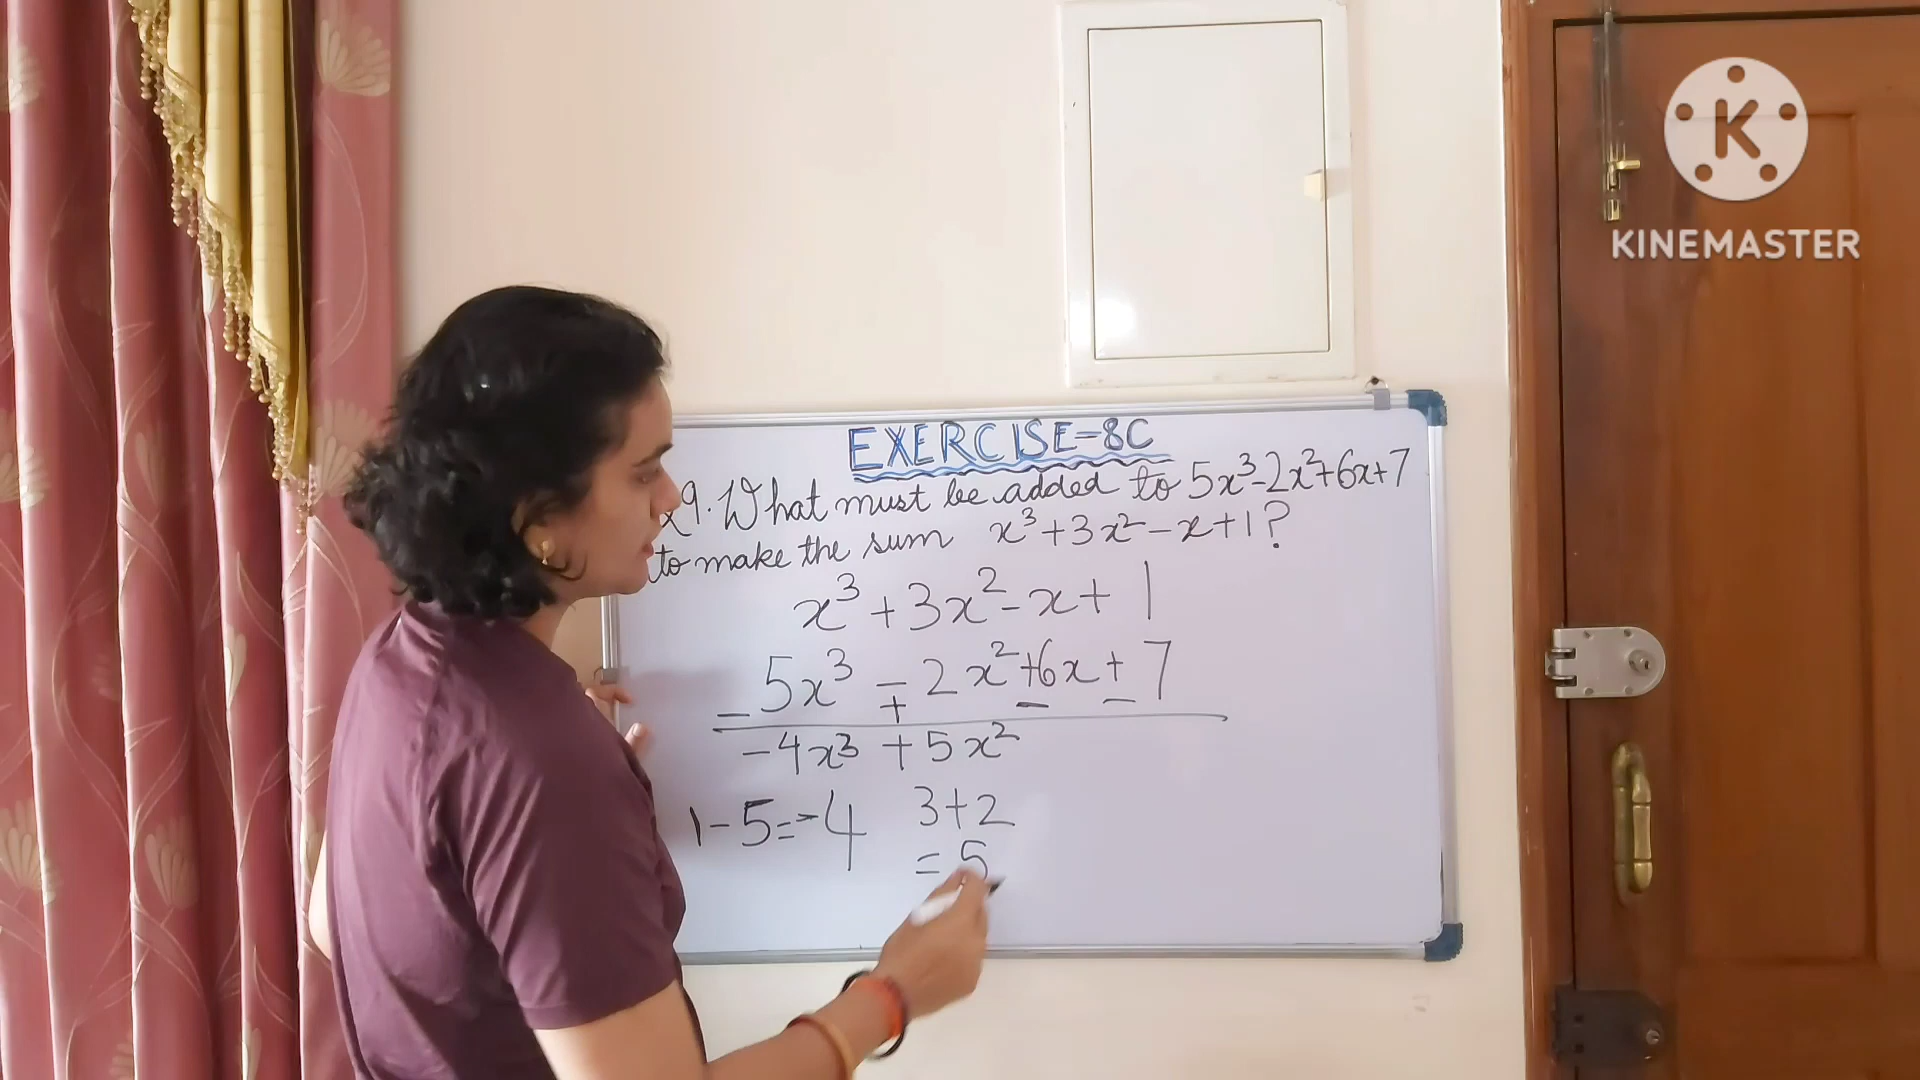 K
KINEMASTER
EXERCISE-8C
9. What must be added to 5x³-2x²+6x+7
to make the sum x³+3x²-x+1?
x³+3x²-x+1
5x³-2x²+6x+7
- + - -
-4x³+5x²
1-5=-4 3+2
=5